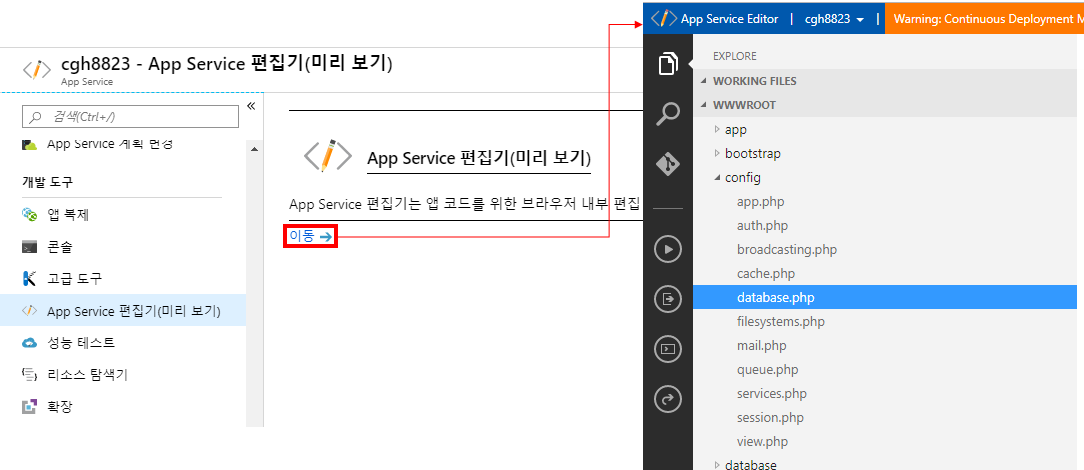 cgh8823 - App Service 편집기(미리 보기)
App Service
검색(Ctrl+/)
App Service 계획 변경
개발 도구
앱 복제
콘솔
고급 도구
App Service 편집기(미리 보기)
성능 테스트
리소스 탐색기
확장
App Service 편집기(미리 보기)
App Service 편집기는 앱 코드를 위한 브라우저 내부 편집
이동
App Service Editor | cgh8823 |
Warning: Continuous Deployment M
EXPLORE
WORKING FILES
WWWROOT
app
bootstrap
config
app.php
auth.php
broadcasting.php
cache.php
database.php
filesystems.php
mail.php
queue.php
services.php
session.php
view.php
database